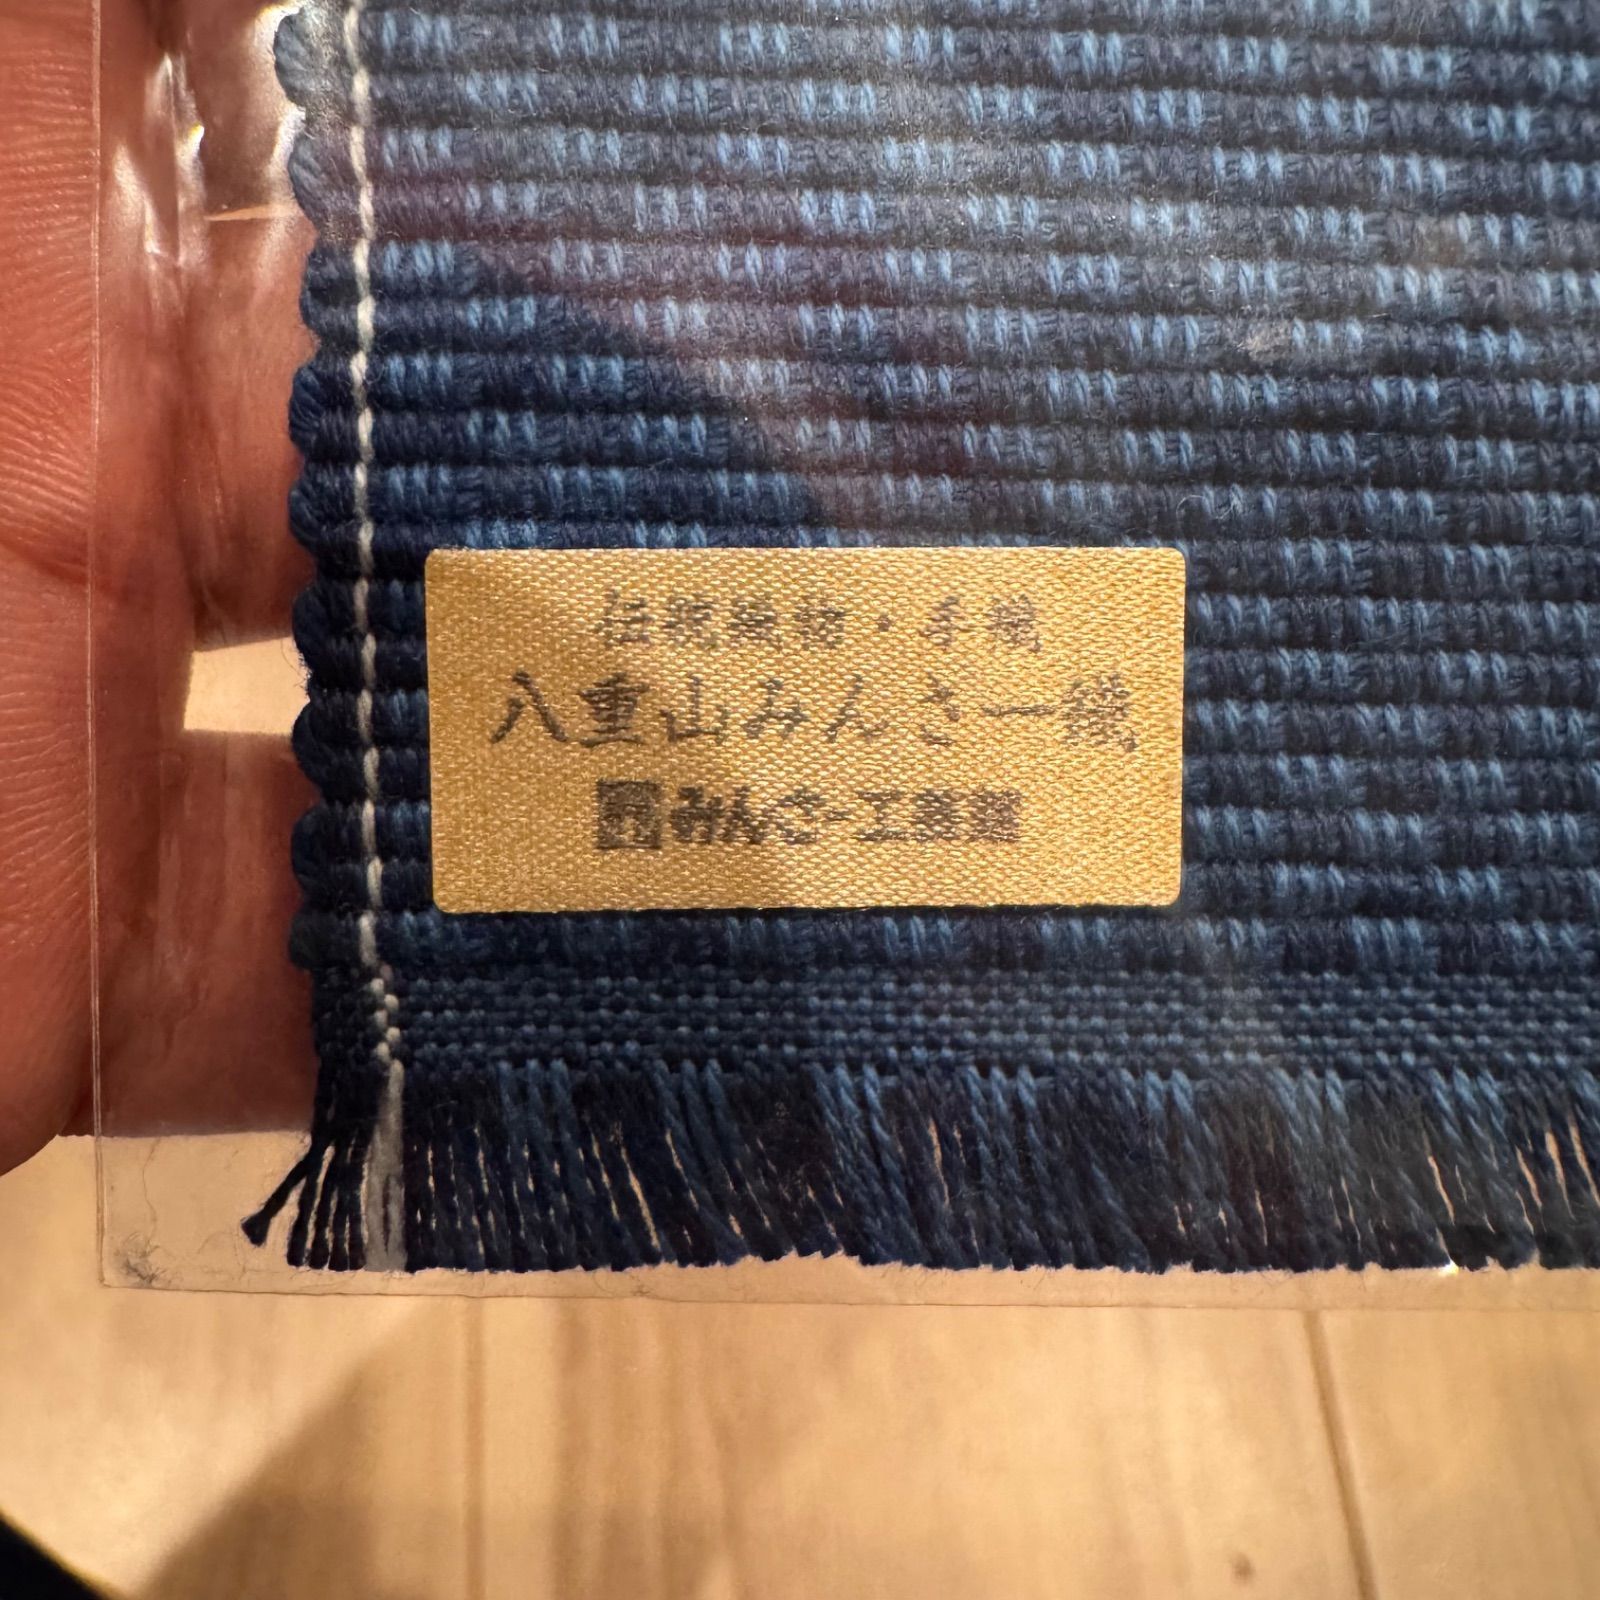 伝統織物・手織
八重山みんさー織
みんさー工芸館